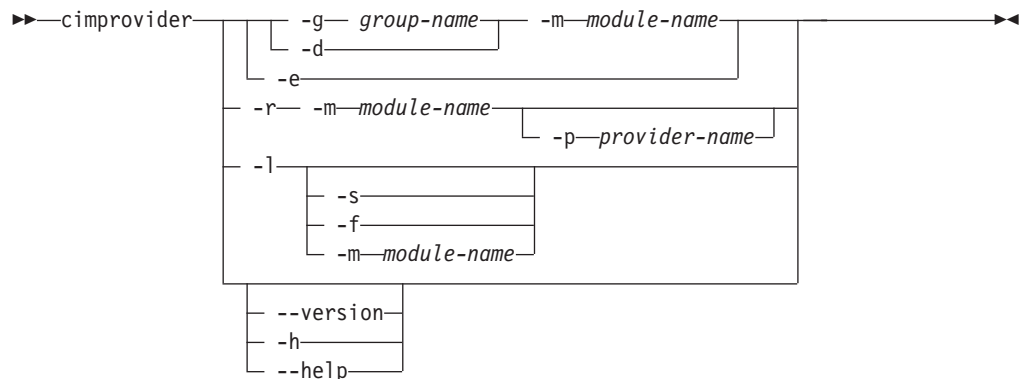 cimprovider -g group-name -m module-name
-d
-e
-r -m module-name
-p provider-name
-l
-s
-f
-m module-name
--version
-h
--help